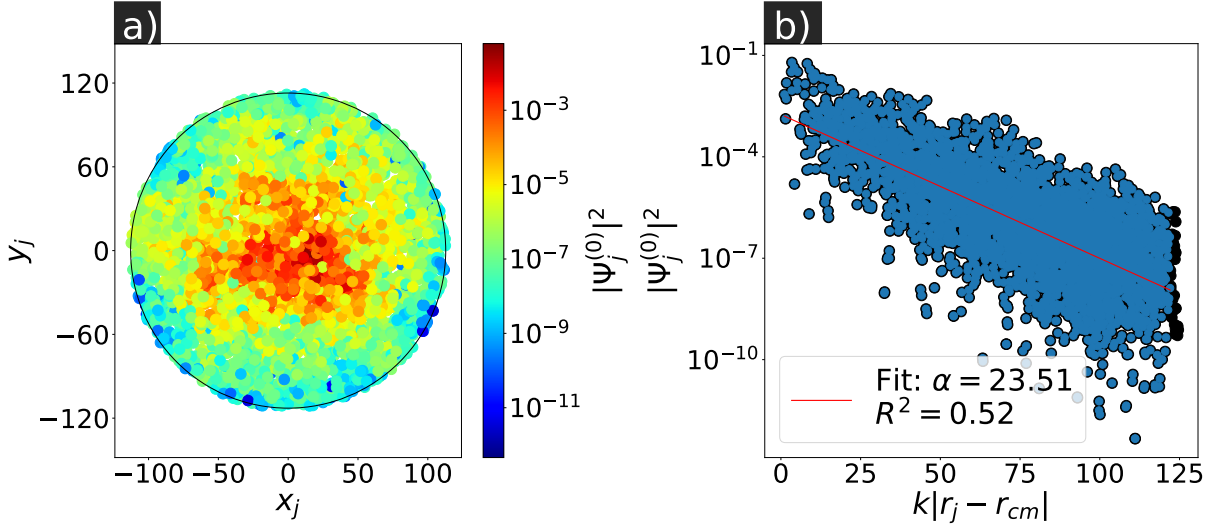 a)
120
60
0
−60
−120
y_j
−100 −50 0 50 100
x_j
10^{−3}
10^{−5}
10^{−7}
10^{−9}
10^{−11}
|Ψ_j^{(0)}|^2
b)
|Ψ_j^{(0)}|^2
10^{−1}
10^{−4}
10^{−7}
10^{−10}
Fit: α = 23.51
R^2 = 0.52
0 25 50 75 100 125
k|r_j − r_{cm}|